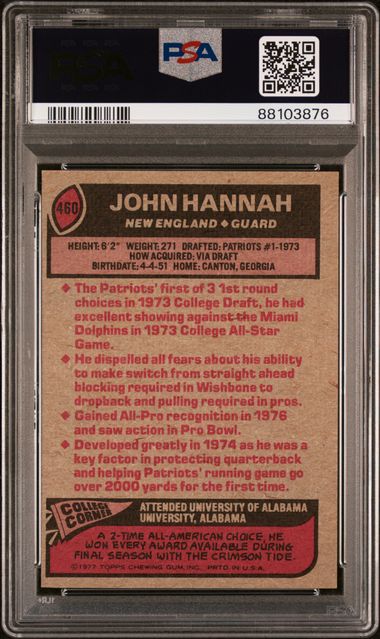 PSA
PSA
88103876
460
JOHN HANNAH
NEW ENGLAND ◆ GUARD
HEIGHT: 6'2" WEIGHT: 271 DRAFTED: PATRIOTS #1-1973
HOW ACQUIRED: VIA DRAFT
BIRTHDATE: 4-4-51 HOME: CANTON, GEORGIA
◆ The Patriots' first of 3 1st round
choices in 1973 College Draft, he had
excellent showing against the Miami
Dolphins in 1973 College All-Star
Game.
◆ He dispelled all fears about his ability
to make switch from straight ahead
blocking required in Wishbone to
dropback and pulling required in pros.
◆ Gained All-Pro recognition in 1976
and saw action in Pro Bowl.
◆ Developed greatly in 1974 as he was a
key factor in protecting quarterback
and helping Patriots' running game go
over 2000 yards for the first time.
COLLEGE
CORNER
ATTENDED UNIVERSITY OF ALABAMA
UNIVERSITY, ALABAMA
A 2-TIME ALL-AMERICAN CHOICE, HE
WON EVERY AWARD AVAILABLE DURING
FINAL SEASON WITH THE CRIMSON TIDE.
©1977 TOPPS CHEWING GUM, INC. PRTD. IN U.S.A.